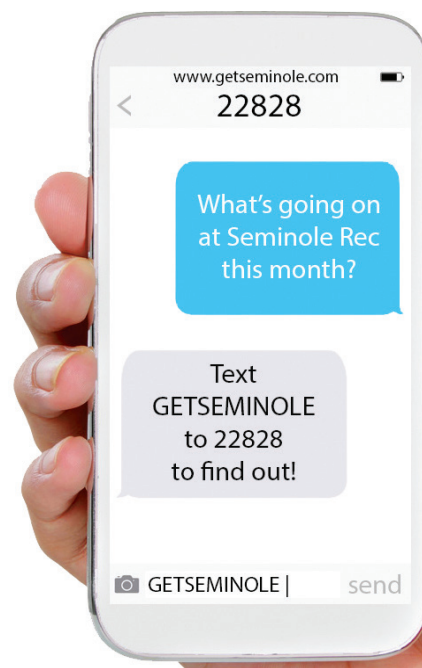 www.getseminole.com
22828
What's going on
at Seminole Rec
this month?
Text
GETSEMINOLE
to 22828
to find out!
GETSEMINOLE |
send